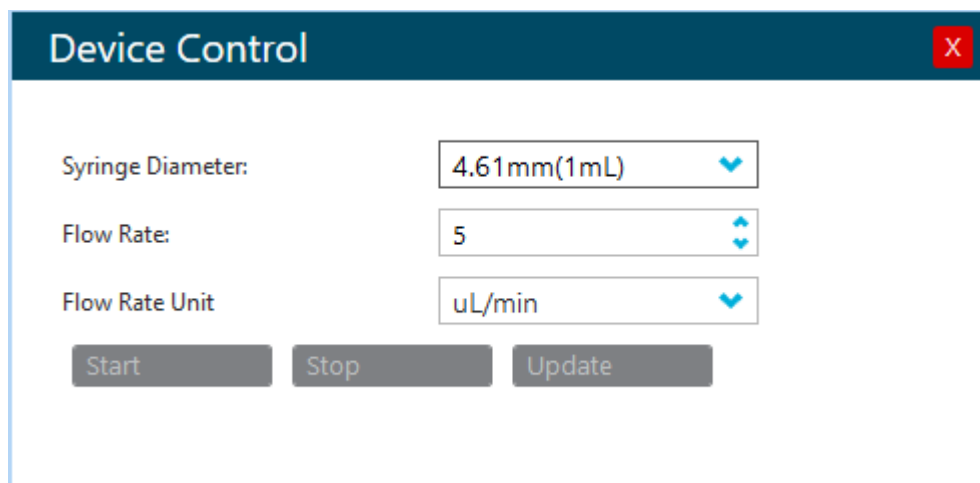 Device Control
X
Syringe Diameter: 4.61mm(1mL)
Flow Rate: 5
Flow Rate Unit uL/min
Start Stop Update